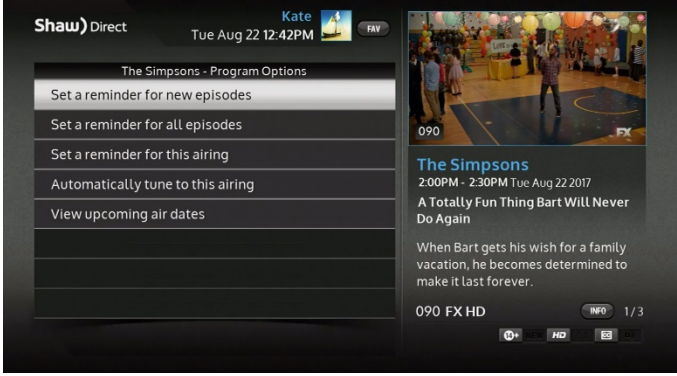 Shaw) Direct
Kate
Tue Aug 22 12:42PM
FAV
The Simpsons - Program Options
Set a reminder for new episodes
Set a reminder for all episodes
Set a reminder for this airing
Automatically tune to this airing
View upcoming air dates
090
FX
The Simpsons
2:00PM - 2:30PM Tue Aug 22 2017
A Totally Fun Thing Bart Will Never
Do Again
When Bart gets his wish for a family
vacation, he becomes determined to
make it last forever.
090 FX HD
INFO 1/3
14+ NEW HD CC